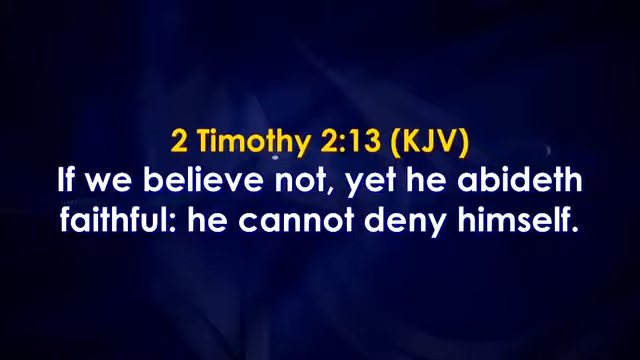 2 Timothy 2:13 (KJV)
If we believe not, yet he abideth
faithful: he cannot deny himself.